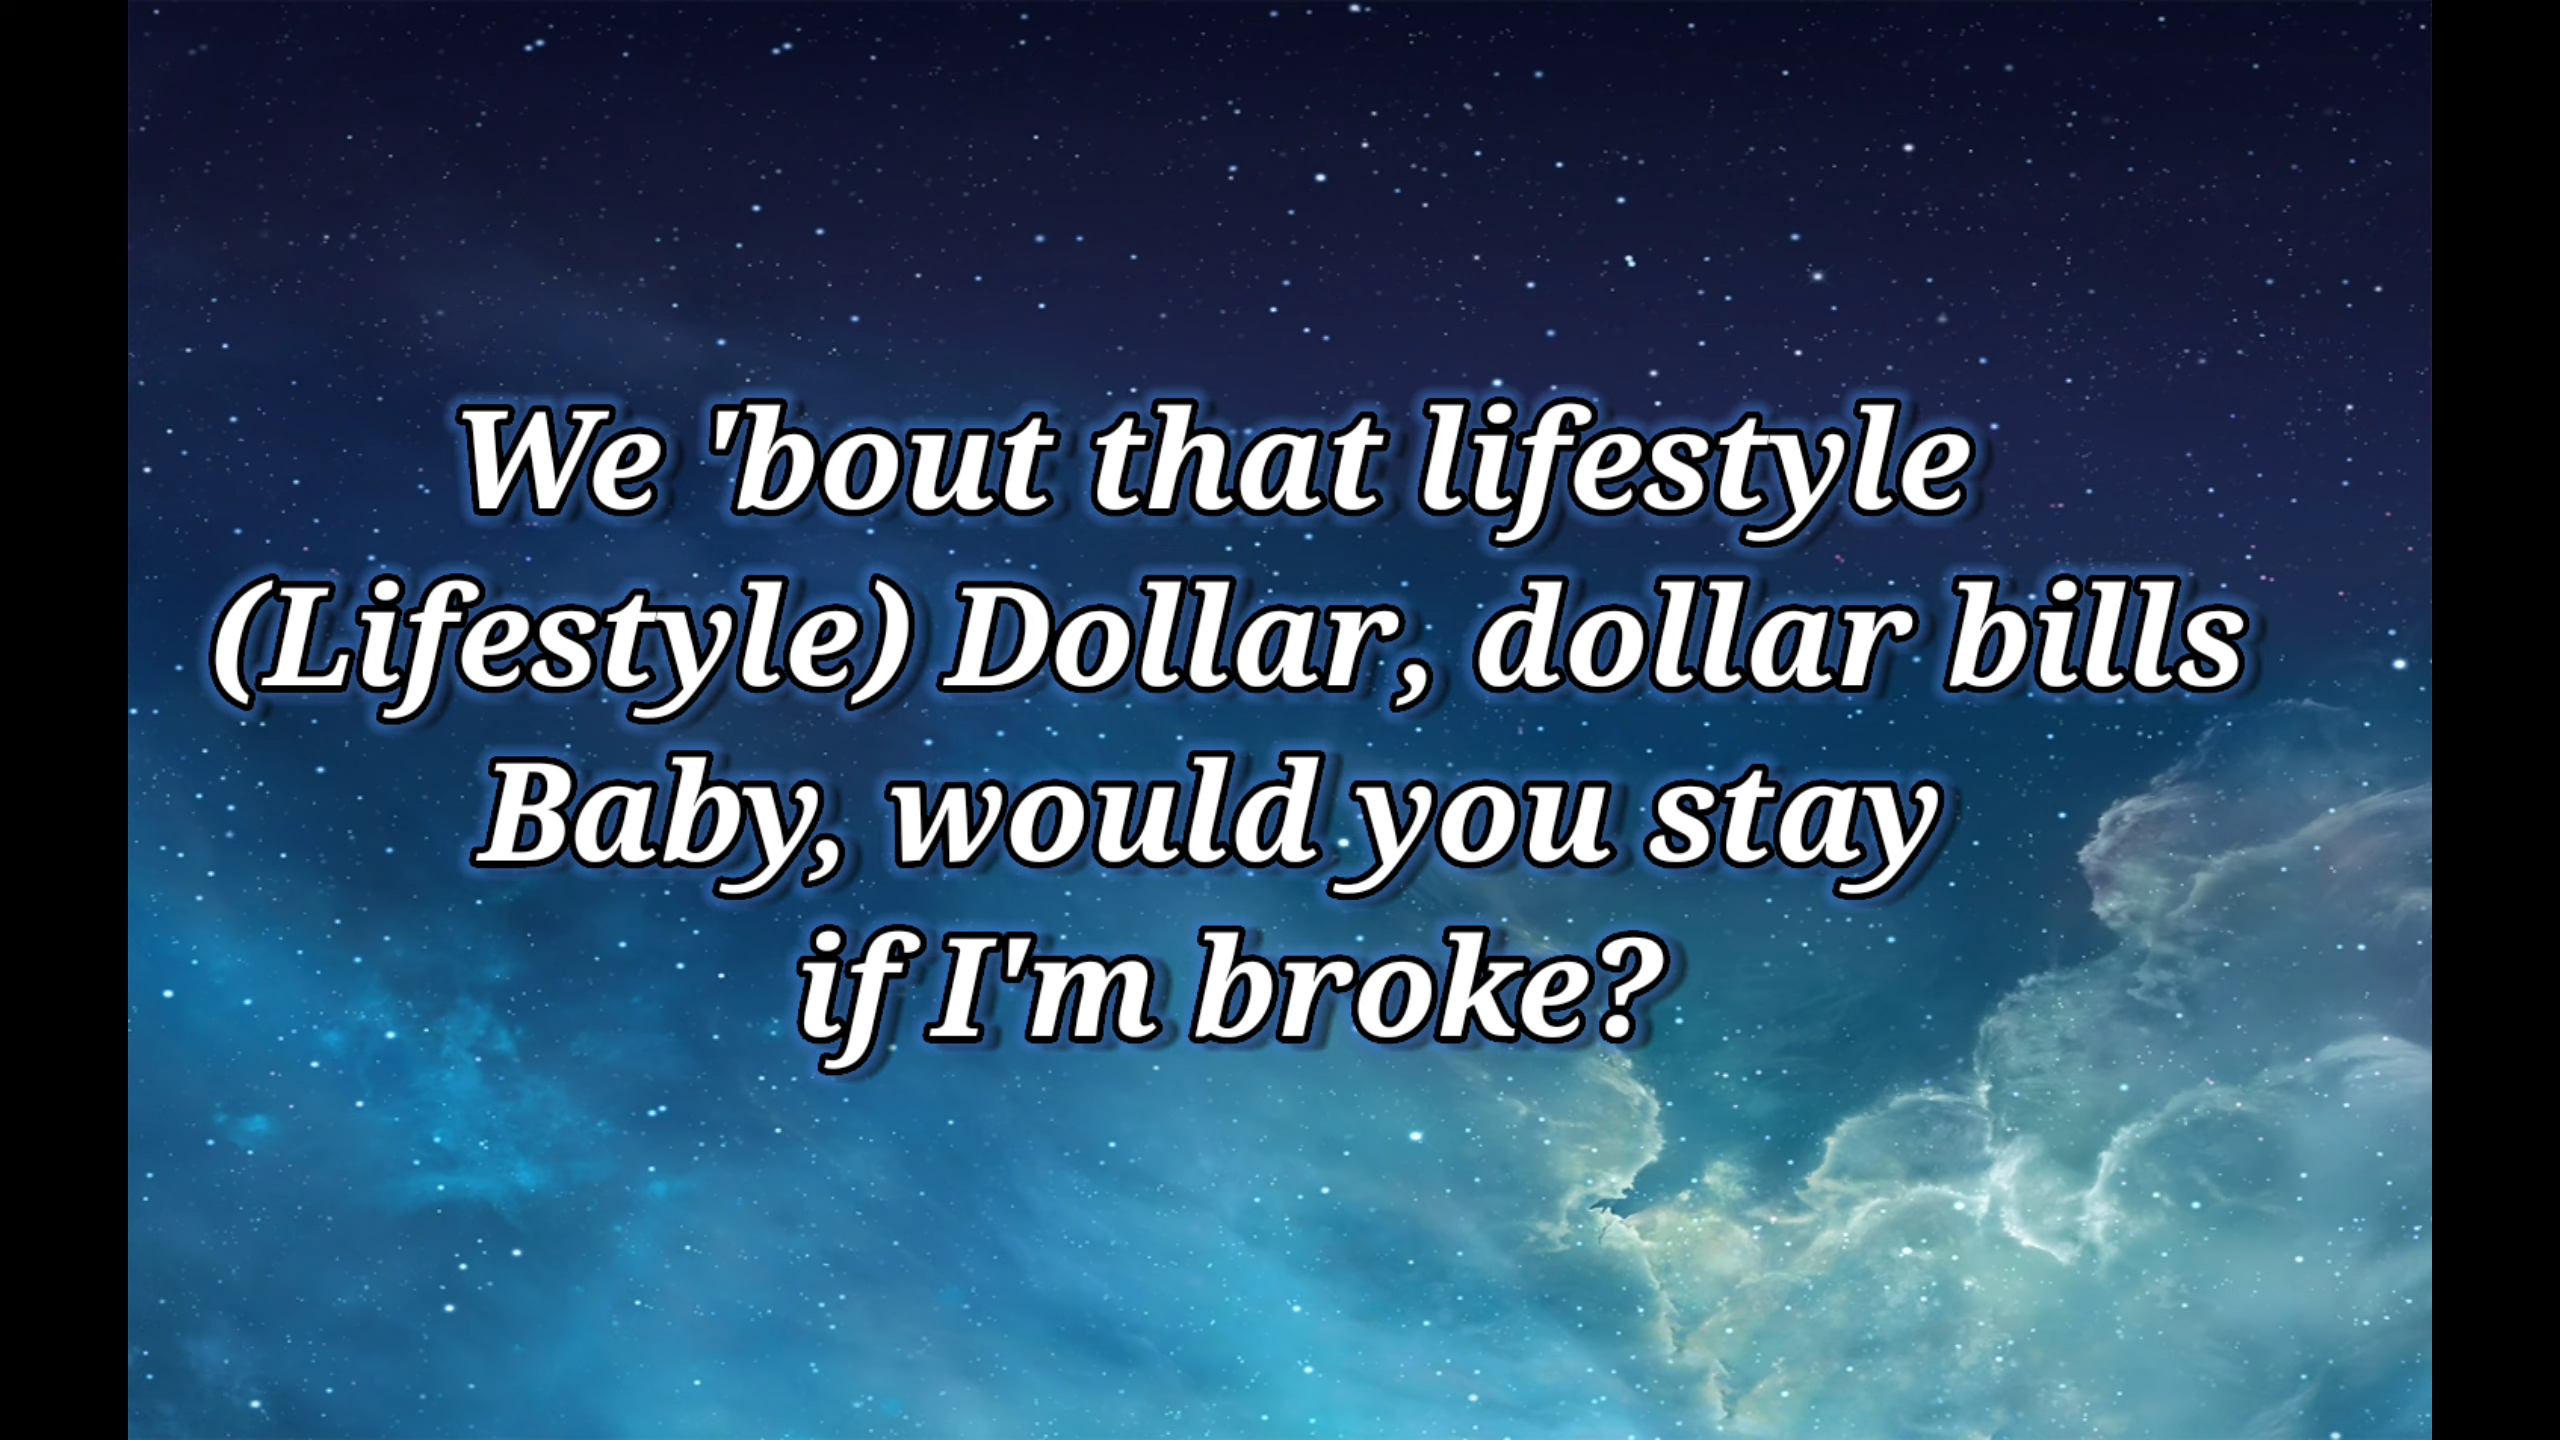 We 'bout that lifestyle
(Lifestyle) Dollar, dollar bills
Baby, would you stay
if I'm broke?